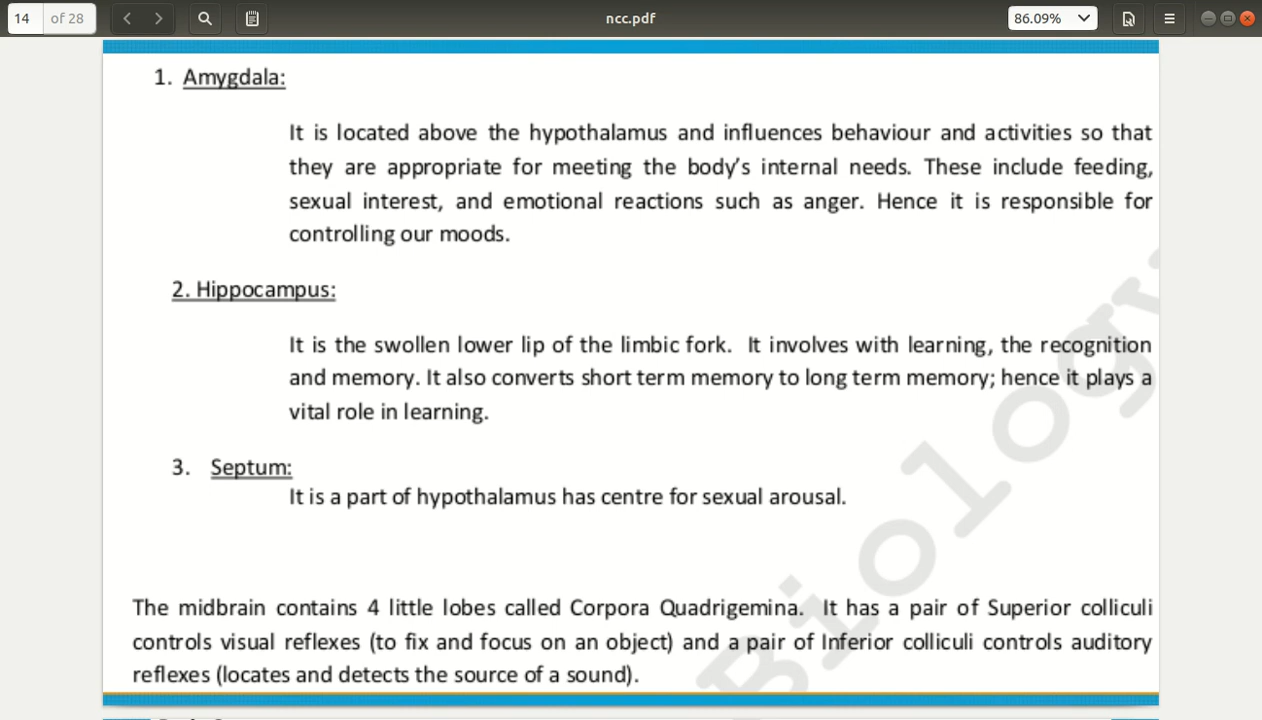 14 of 28
ncc.pdf
86.09%
1. Amygdala:
It is located above the hypothalamus and influences behaviour and activities so that
they are appropriate for meeting the body's internal needs. These include feeding,
sexual interest, and emotional reactions such as anger. Hence it is responsible for
controlling our moods.
2. Hippocampus:
It is the swollen lower lip of the limbic fork. It involves with learning, the recognition
and memory. It also converts short term memory to long term memory; hence it plays a
vital role in learning.
3. Septum:
It is a part of hypothalamus has centre for sexual arousal.
The midbrain contains 4 little lobes called Corpora Quadrigemina. It has a pair of Superior colliculi
controls visual reflexes (to fix and focus on an object) and a pair of Inferior colliculi controls auditory
reflexes (locates and detects the source of a sound).
Biology